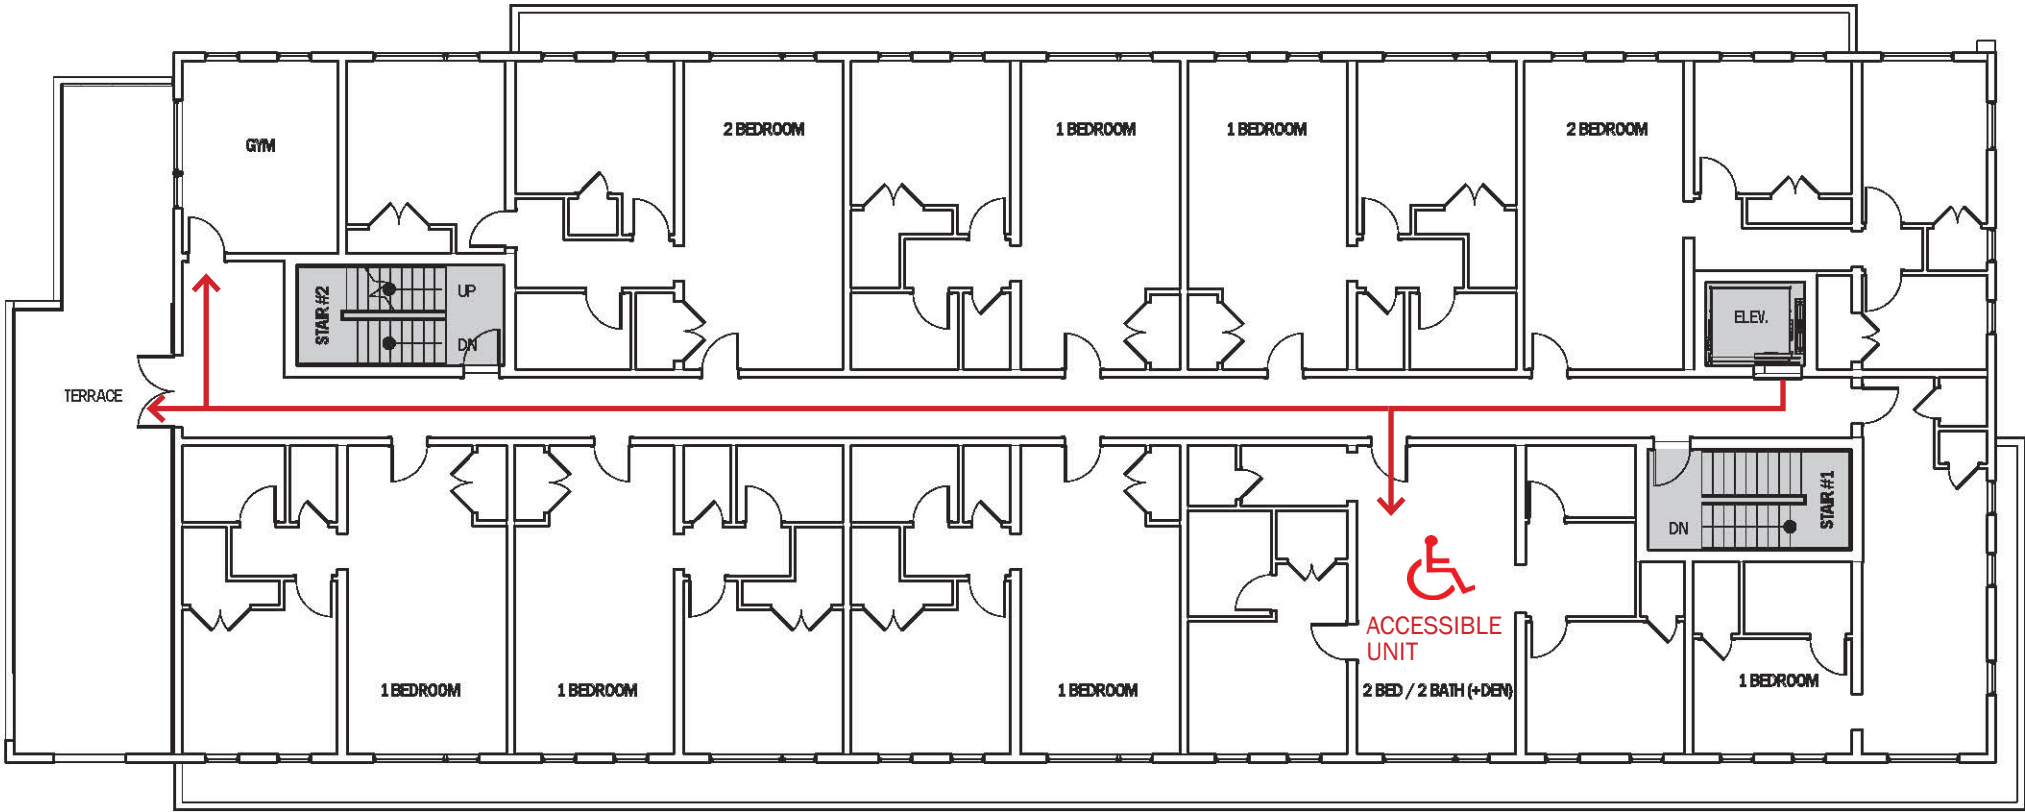 2 BEDROOM
1 BEDROOM
1 BEDROOM
2 BEDROOM
GYM
STAIR #2
UP
DN
ELEV.
TERRACE
STAIR #1
DN
ACCESSIBLE
UNIT
1 BEDROOM
1 BEDROOM
1 BEDROOM
2 BED / 2 BATH (+DEN)
1 BEDROOM